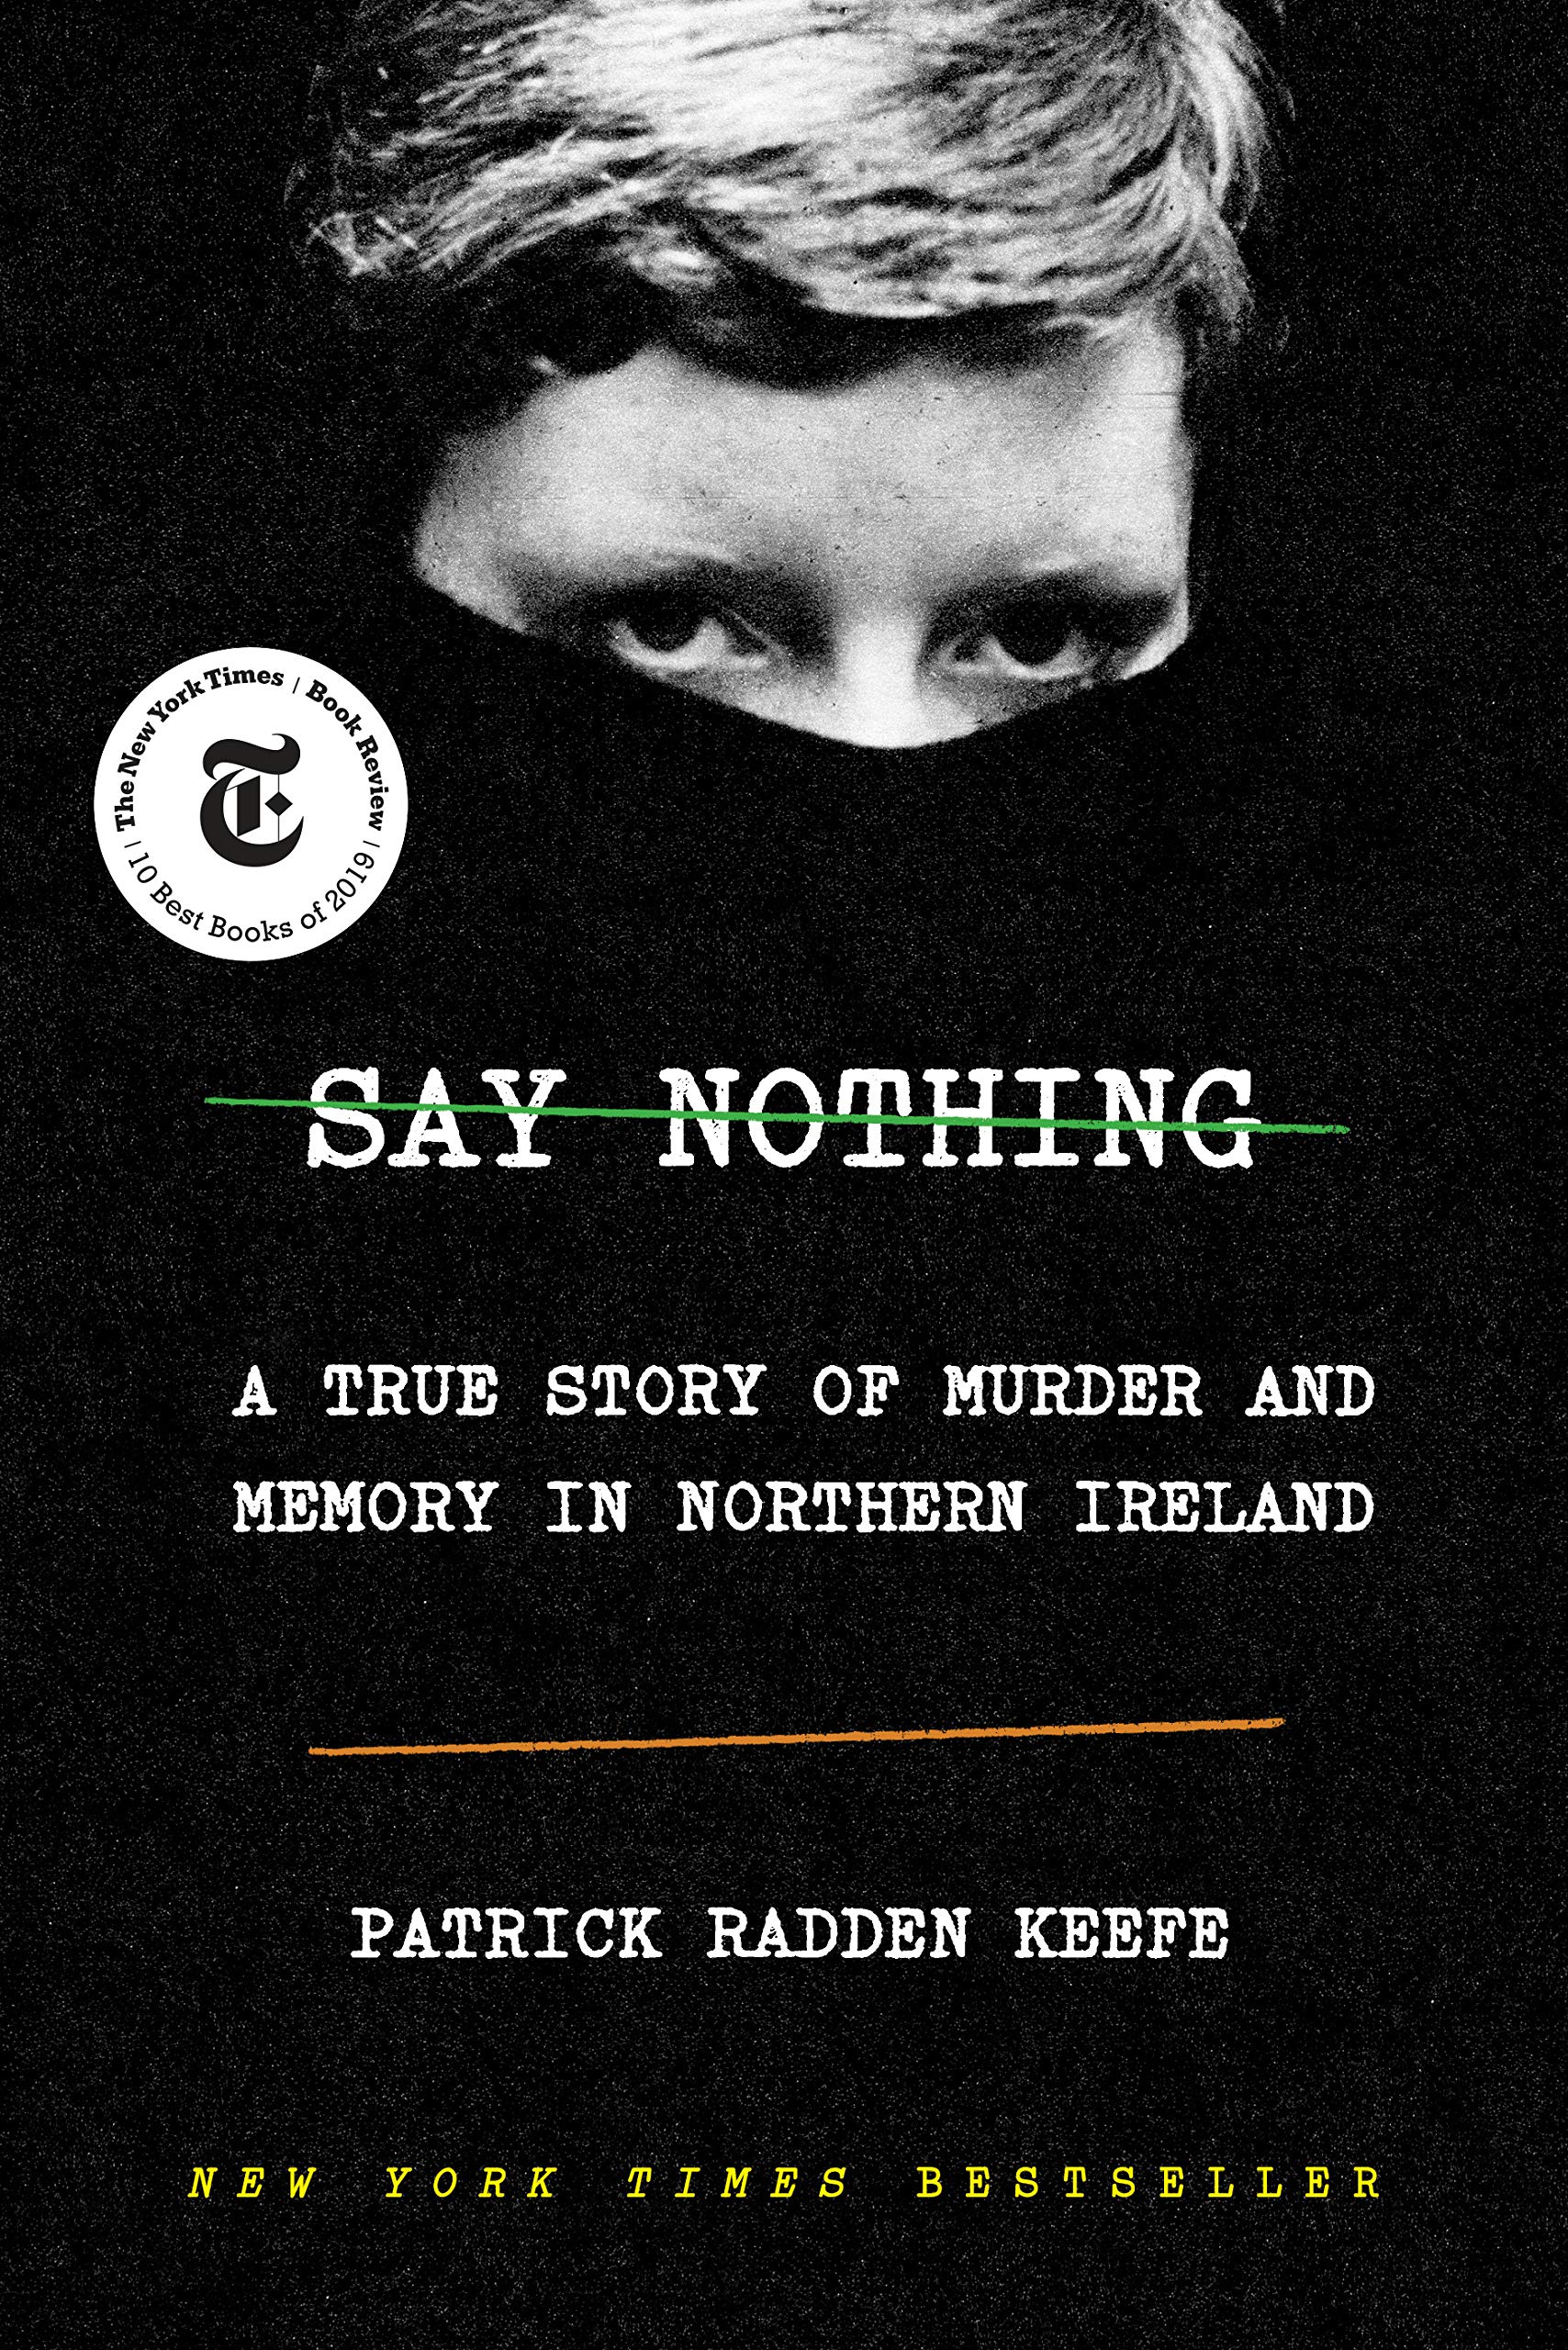 The New York Times | Book Review
T
| 10 Best Books of 2019 |
SAY NOTHING
A TRUE STORY OF MURDER AND
MEMORY IN NORTHERN IRELAND
PATRICK RADDEN KEEFE
NEW YORK TIMES BESTSELLER